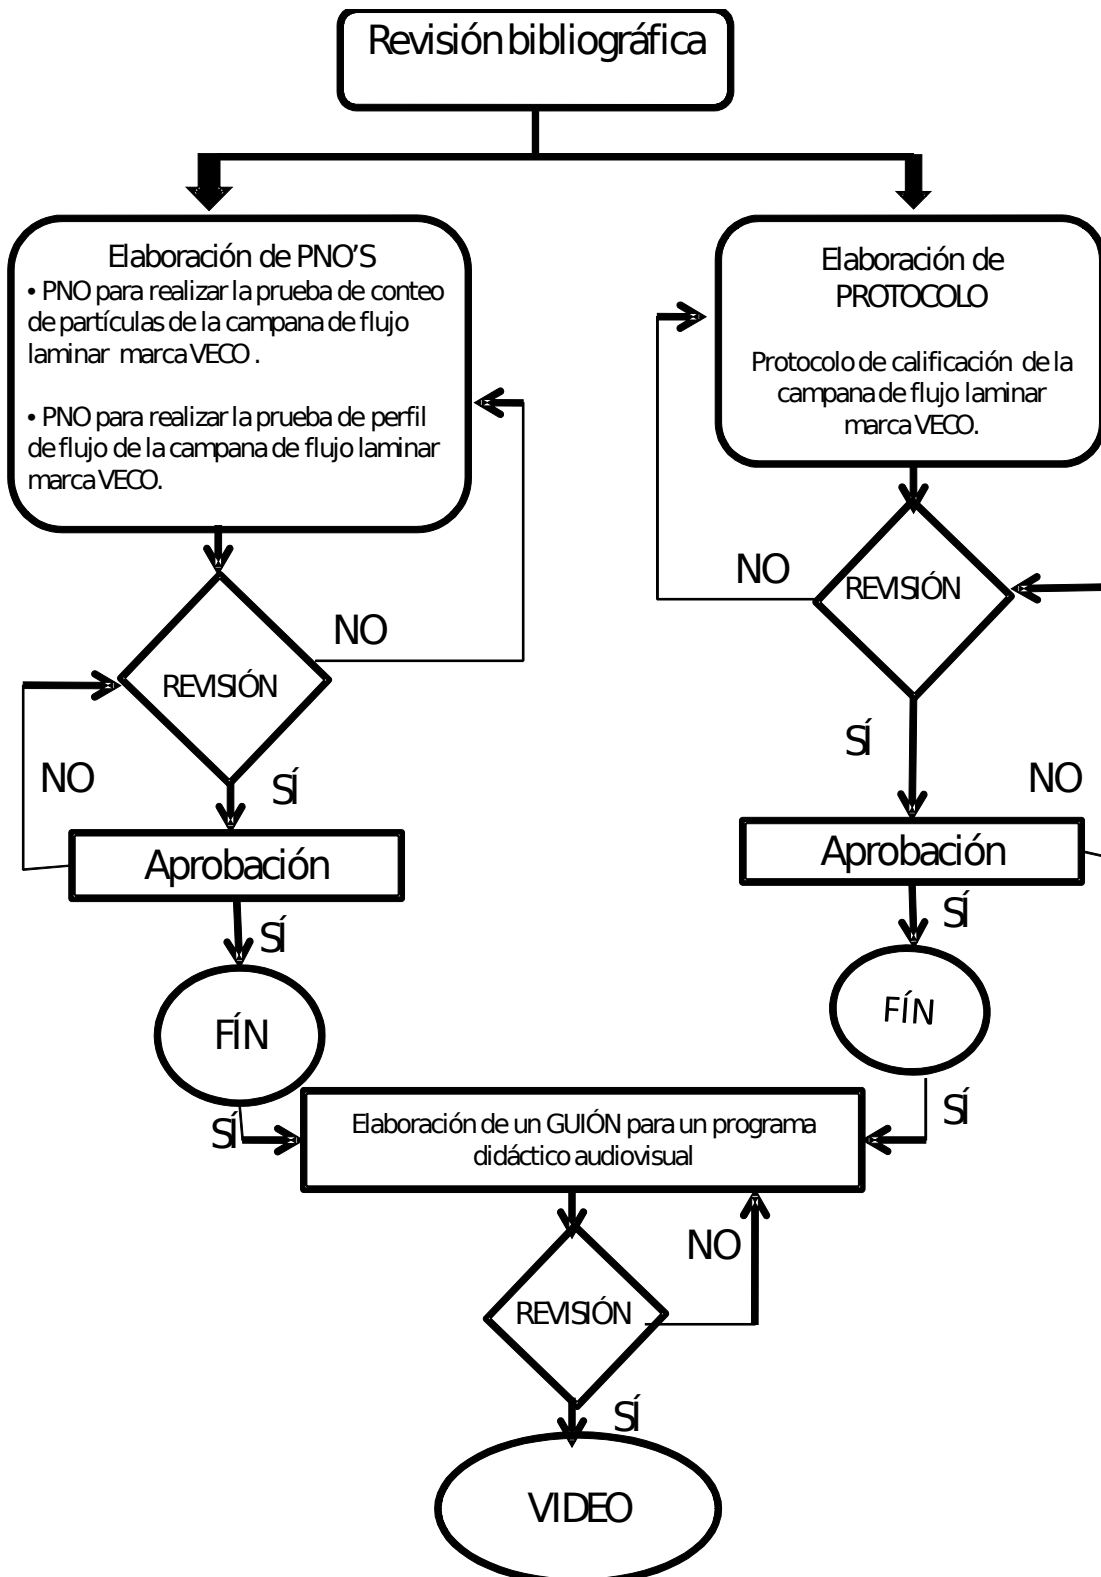 Revisión bibliográfica
Elaboración de PNO'S
• PNO para realizar la prueba de conteo
de partículas de la campana de flujo
laminar marca VECO .
• PNO para realizar la prueba de perfil
de flujo de la campana de flujo laminar
marca VECO.
Elaboración de
PROTOCOLO
Protocolo de calificación de la
campana de flujo laminar
marca VECO.
NO
REVISIÓN
NO
SÍ
Aprobación
SÍ
FÍN
SÍ
NO
REVISIÓN
SÍ
NO
Aprobación
SÍ
FÍN
SÍ
Elaboración de un GUIÓN para un programa
didáctico audiovisual
NO
REVISIÓN
SÍ
VIDEO